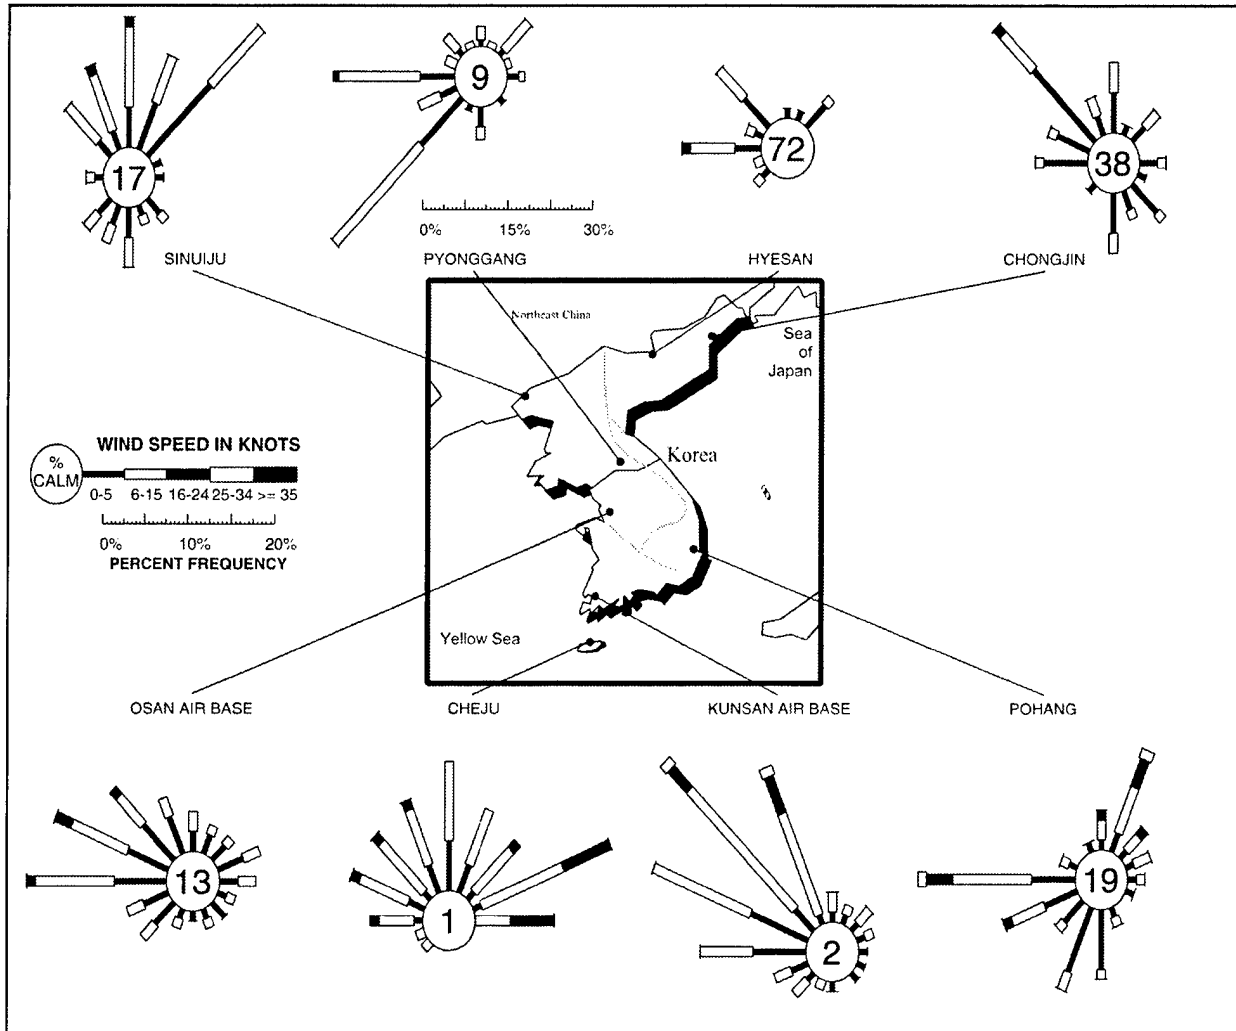 17
9
72
38
0% 15% 30%
SINUIJU PYONGGANG HYESAN CHONGJIN
Northeast China
Sea
of
Japan
WIND SPEED IN KNOTS
%
CALM
0-5 6-15 16-24 25-34 >= 35
0% 10% 20%
PERCENT FREQUENCY
Korea
Yellow Sea
OSAN AIR BASE CHEJU KUNSAN AIR BASE POHANG
13
1
2
19